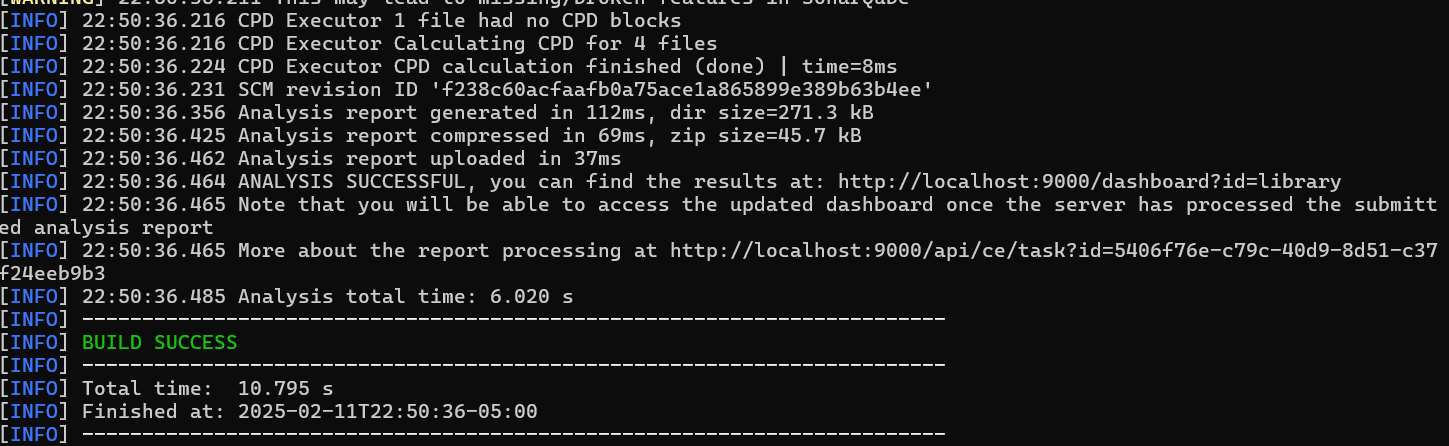 [WARNING] 22:50:36.211 This may lead to missing/broken features in SonarQube
[INFO] 22:50:36.216 CPD Executor 1 file had no CPD blocks
[INFO] 22:50:36.216 CPD Executor Calculating CPD for 4 files
[INFO] 22:50:36.224 CPD Executor CPD calculation finished (done) | time=8ms
[INFO] 22:50:36.231 SCM revision ID 'f238c60acfaafb0a75ace1a865899e389b63b4ee'
[INFO] 22:50:36.356 Analysis report generated in 112ms, dir size=271.3 kB
[INFO] 22:50:36.425 Analysis report compressed in 69ms, zip size=45.7 kB
[INFO] 22:50:36.462 Analysis report uploaded in 37ms
[INFO] 22:50:36.464 ANALYSIS SUCCESSFUL, you can find the results at: http://localhost:9000/dashboard?id=library
[INFO] 22:50:36.465 Note that you will be able to access the updated dashboard once the server has processed the submitt
ed analysis report
[INFO] 22:50:36.465 More about the report processing at http://localhost:9000/api/ce/task?id=5406f76e-c79c-40d9-8d51-c37
f24eeb9b3
[INFO] 22:50:36.485 Analysis total time: 6.020 s
[INFO] ------------------------------------------------------------------------
[INFO] BUILD SUCCESS
[INFO] ------------------------------------------------------------------------
[INFO] Total time:  10.795 s
[INFO] Finished at: 2025-02-11T22:50:36-05:00
[INFO] ------------------------------------------------------------------------